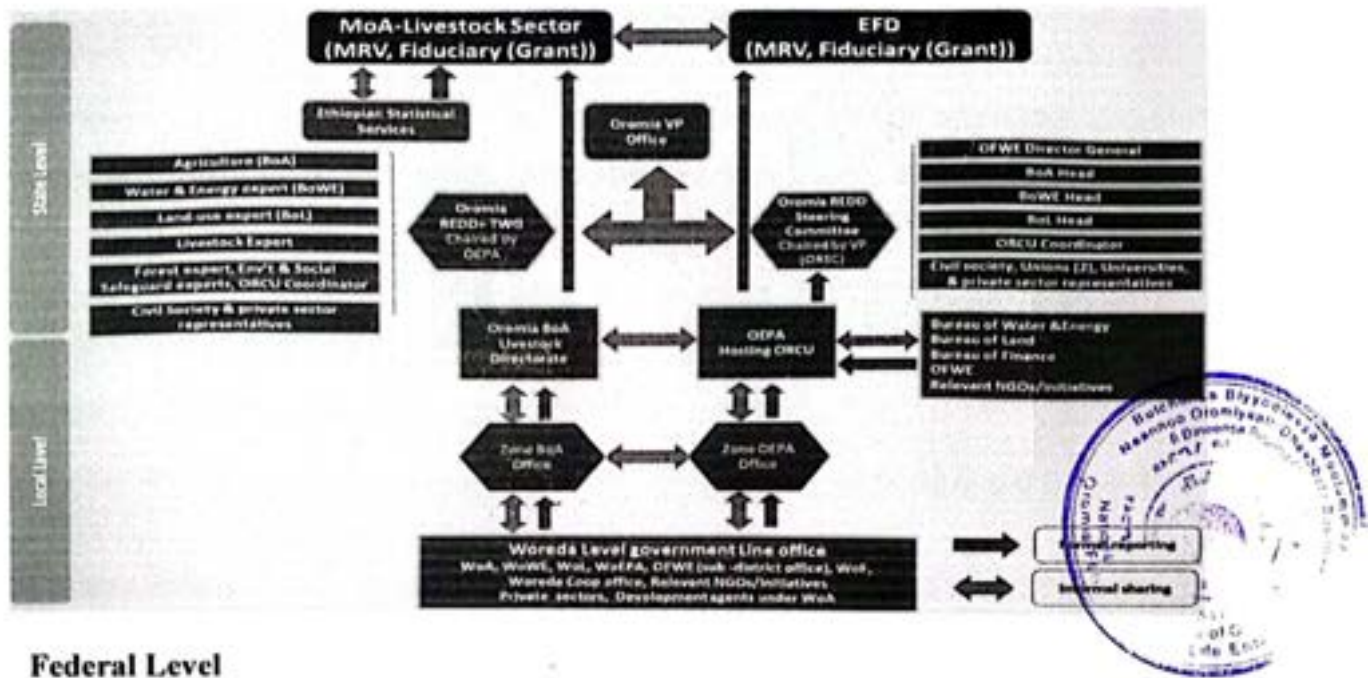 State Level
Local Level
MoA-Livestock Sector
(MRV, Fiduciary (Grant))
EFD
(MRV, Fiduciary (Grant))
Ethiopian Statistical
Services
Oromia VP
Office
Agriculture (BoA)
Water & Energy expert (BoWE)
Land use expert (BoL)
Livestock Expert
Forest expert, Env't & Social
Safeguard experts, ORCU Coordinator
Civil Society & private sector
representatives
Oromia
REDD+ TWG
Chaired by
OEPA
Oromia REDD
Steering
Committee
Chaired by VP
(ORSC)
OFWE Director General
BoA Head
BoWE Head
BoL Head
ORCU Coordinator
Civil society, Unions (2), Universities,
& private sector representatives
Oromia BoA
Livestock
Directorate
OEPA
Hosting ORCU
Bureau of Water &Energy
Bureau of Land
Bureau of Finance
OFWE
Relevant NGOs/initiatives
Zone BoA
Office
Zone OEPA
Office
Woreda Level government Line office
WoA, WoWE, WoL, WoEPA, OFWE (sub -district office), WoF,
Woreda Coop office, Relevant NGOs/initiatives
Private sectors, Development agents under WoA
Formal reporting
Informal sharing
Federal Level